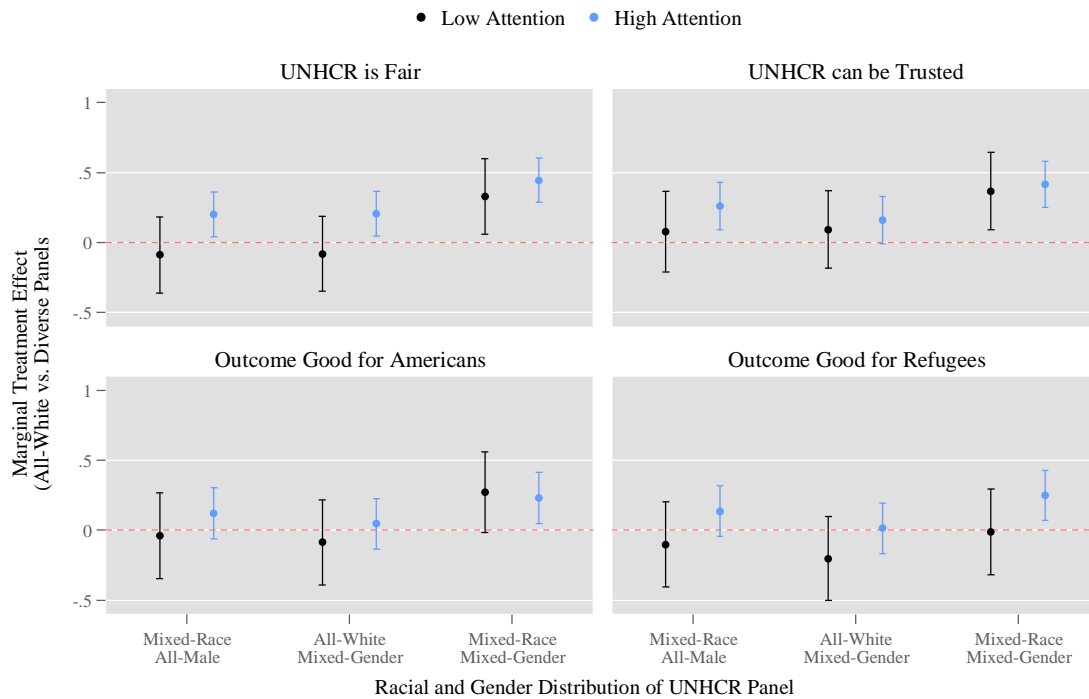 Low Attention High Attention
UNHCR is Fair
UNHCR can be Trusted
1
.5
0
-.5
Outcome Good for Americans
Outcome Good for Refugees
1
.5
0
-.5
Marginal Treatment Effect
(All-White vs. Diverse Panels)
Mixed-Race
All-Male
All-White
Mixed-Gender
Mixed-Race
Mixed-Gender
Mixed-Race
All-Male
All-White
Mixed-Gender
Mixed-Race
Mixed-Gender
Racial and Gender Distribution of UNHCR Panel